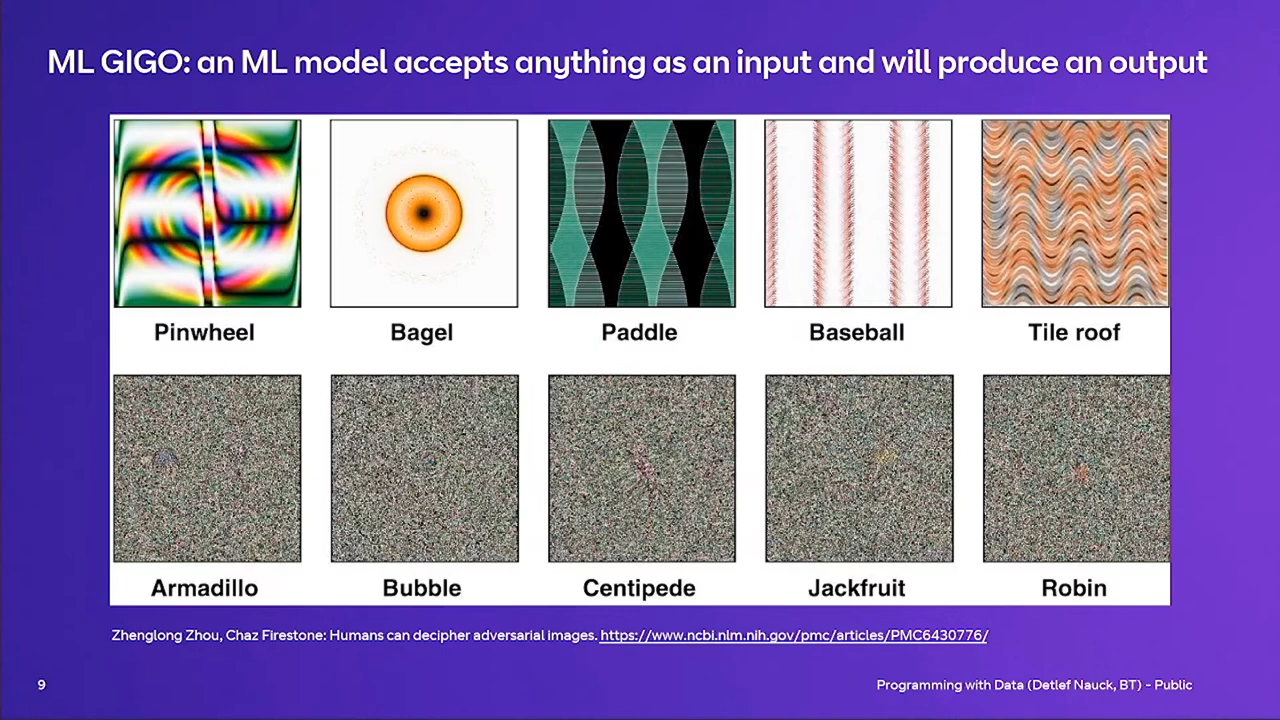 ML GIGO: an ML model accepts anything as an input and will produce an output
Pinwheel
Bagel
Paddle
Baseball
Tile roof
Armadillo
Bubble
Centipede
Jackfruit
Robin
Zhenglong Zhou, Chaz Firestone: Humans can decipher adversarial images. https://www.ncbi.nlm.nih.gov/pmc/articles/PMC6430776/
9
Programming with Data (Detlef Nauck, BT) – Public